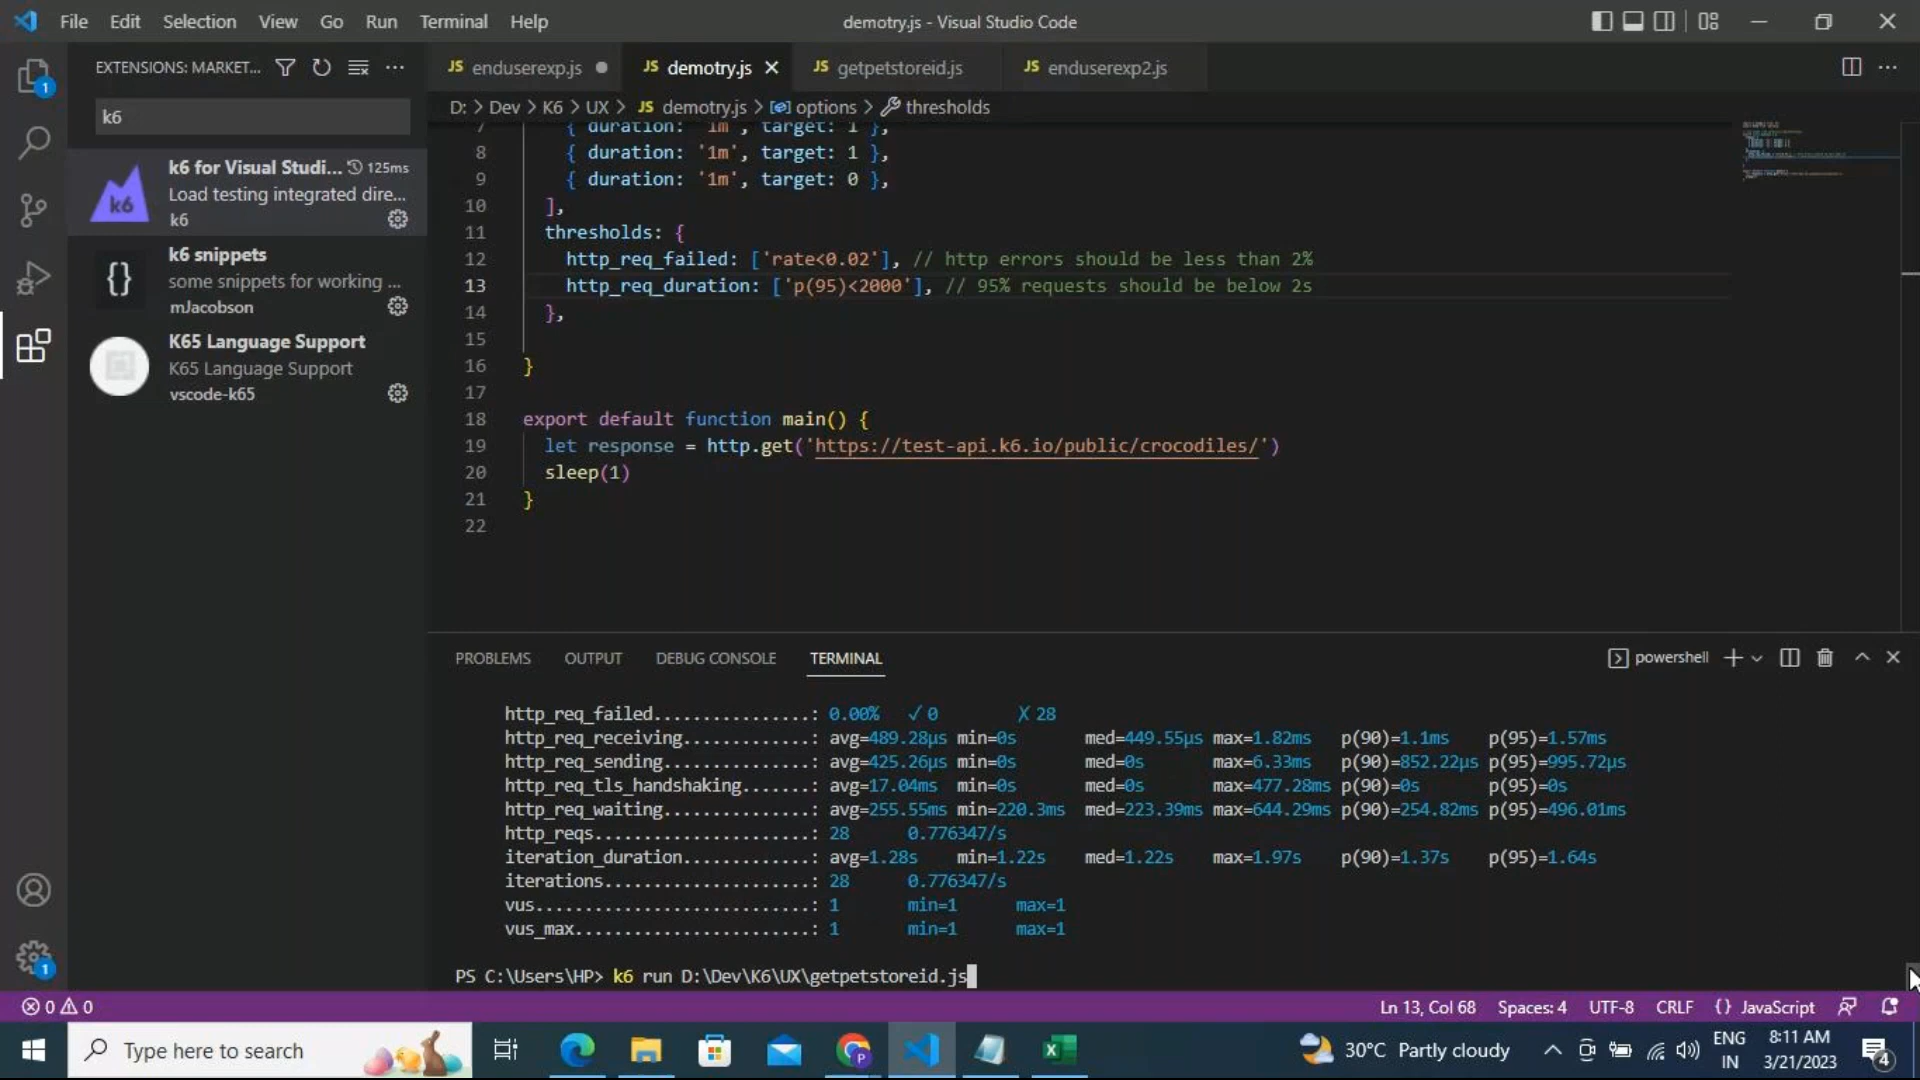 File Edit Selection View Go Run Terminal Help
demotry.js - Visual Studio Code
EXTENSIONS: MARKET...
k6
k6 for Visual Studi... 125ms
Load testing integrated dire...
k6
k6 snippets
some snippets for working ...
mJacobson
K65 Language Support
K65 Language Support
vscode-k65
JS enduserexp.js JS demotry.js JS getpetstoreid.js JS enduserexp2.js
D: > Dev > K6 > UX > JS demotry.js > options > thresholds
7 { duration: '1m', target: 1 },
8 { duration: '1m', target: 1 },
9 { duration: '1m', target: 0 },
10 ],
11 thresholds: {
12 http_req_failed: ['rate<0.02'], // http errors should be less than 2%
13 http_req_duration: ['p(95)<2000'], // 95% requests should be below 2s
14 },
15
16 }
17
18 export default function main() {
19 let response = http.get('https://test-api.k6.io/public/crocodiles/')
20 sleep(1)
21 }
22
PROBLEMS OUTPUT DEBUG CONSOLE TERMINAL
powershell
http_req_failed................: 0.00% ✓ 0 ✗ 28
http_req_receiving.............: avg=489.28µs min=0s med=449.55µs max=1.82ms p(90)=1.1ms p(95)=1.57ms
http_req_sending...............: avg=425.26µs min=0s med=0s max=6.33ms p(90)=852.22µs p(95)=995.72µs
http_req_tls_handshaking.......: avg=17.04ms min=0s med=0s max=477.28ms p(90)=0s p(95)=0s
http_req_waiting...............: avg=255.55ms min=220.3ms med=223.39ms max=644.29ms p(90)=254.82ms p(95)=496.01ms
http_reqs......................: 28 0.776347/s
iteration_duration.............: avg=1.28s min=1.22s med=1.22s max=1.97s p(90)=1.37s p(95)=1.64s
iterations.....................: 28 0.776347/s
vus............................: 1 min=1 max=1
vus_max........................: 1 min=1 max=1
PS C:\Users\HP> k6 run D:\Dev\K6\UX\getpetstoreid.js
0 0
Ln 13, Col 68 Spaces: 4 UTF-8 CRLF {} JavaScript
Type here to search
30°C Partly cloudy
ENG
IN
8:11 AM
3/21/2023
4